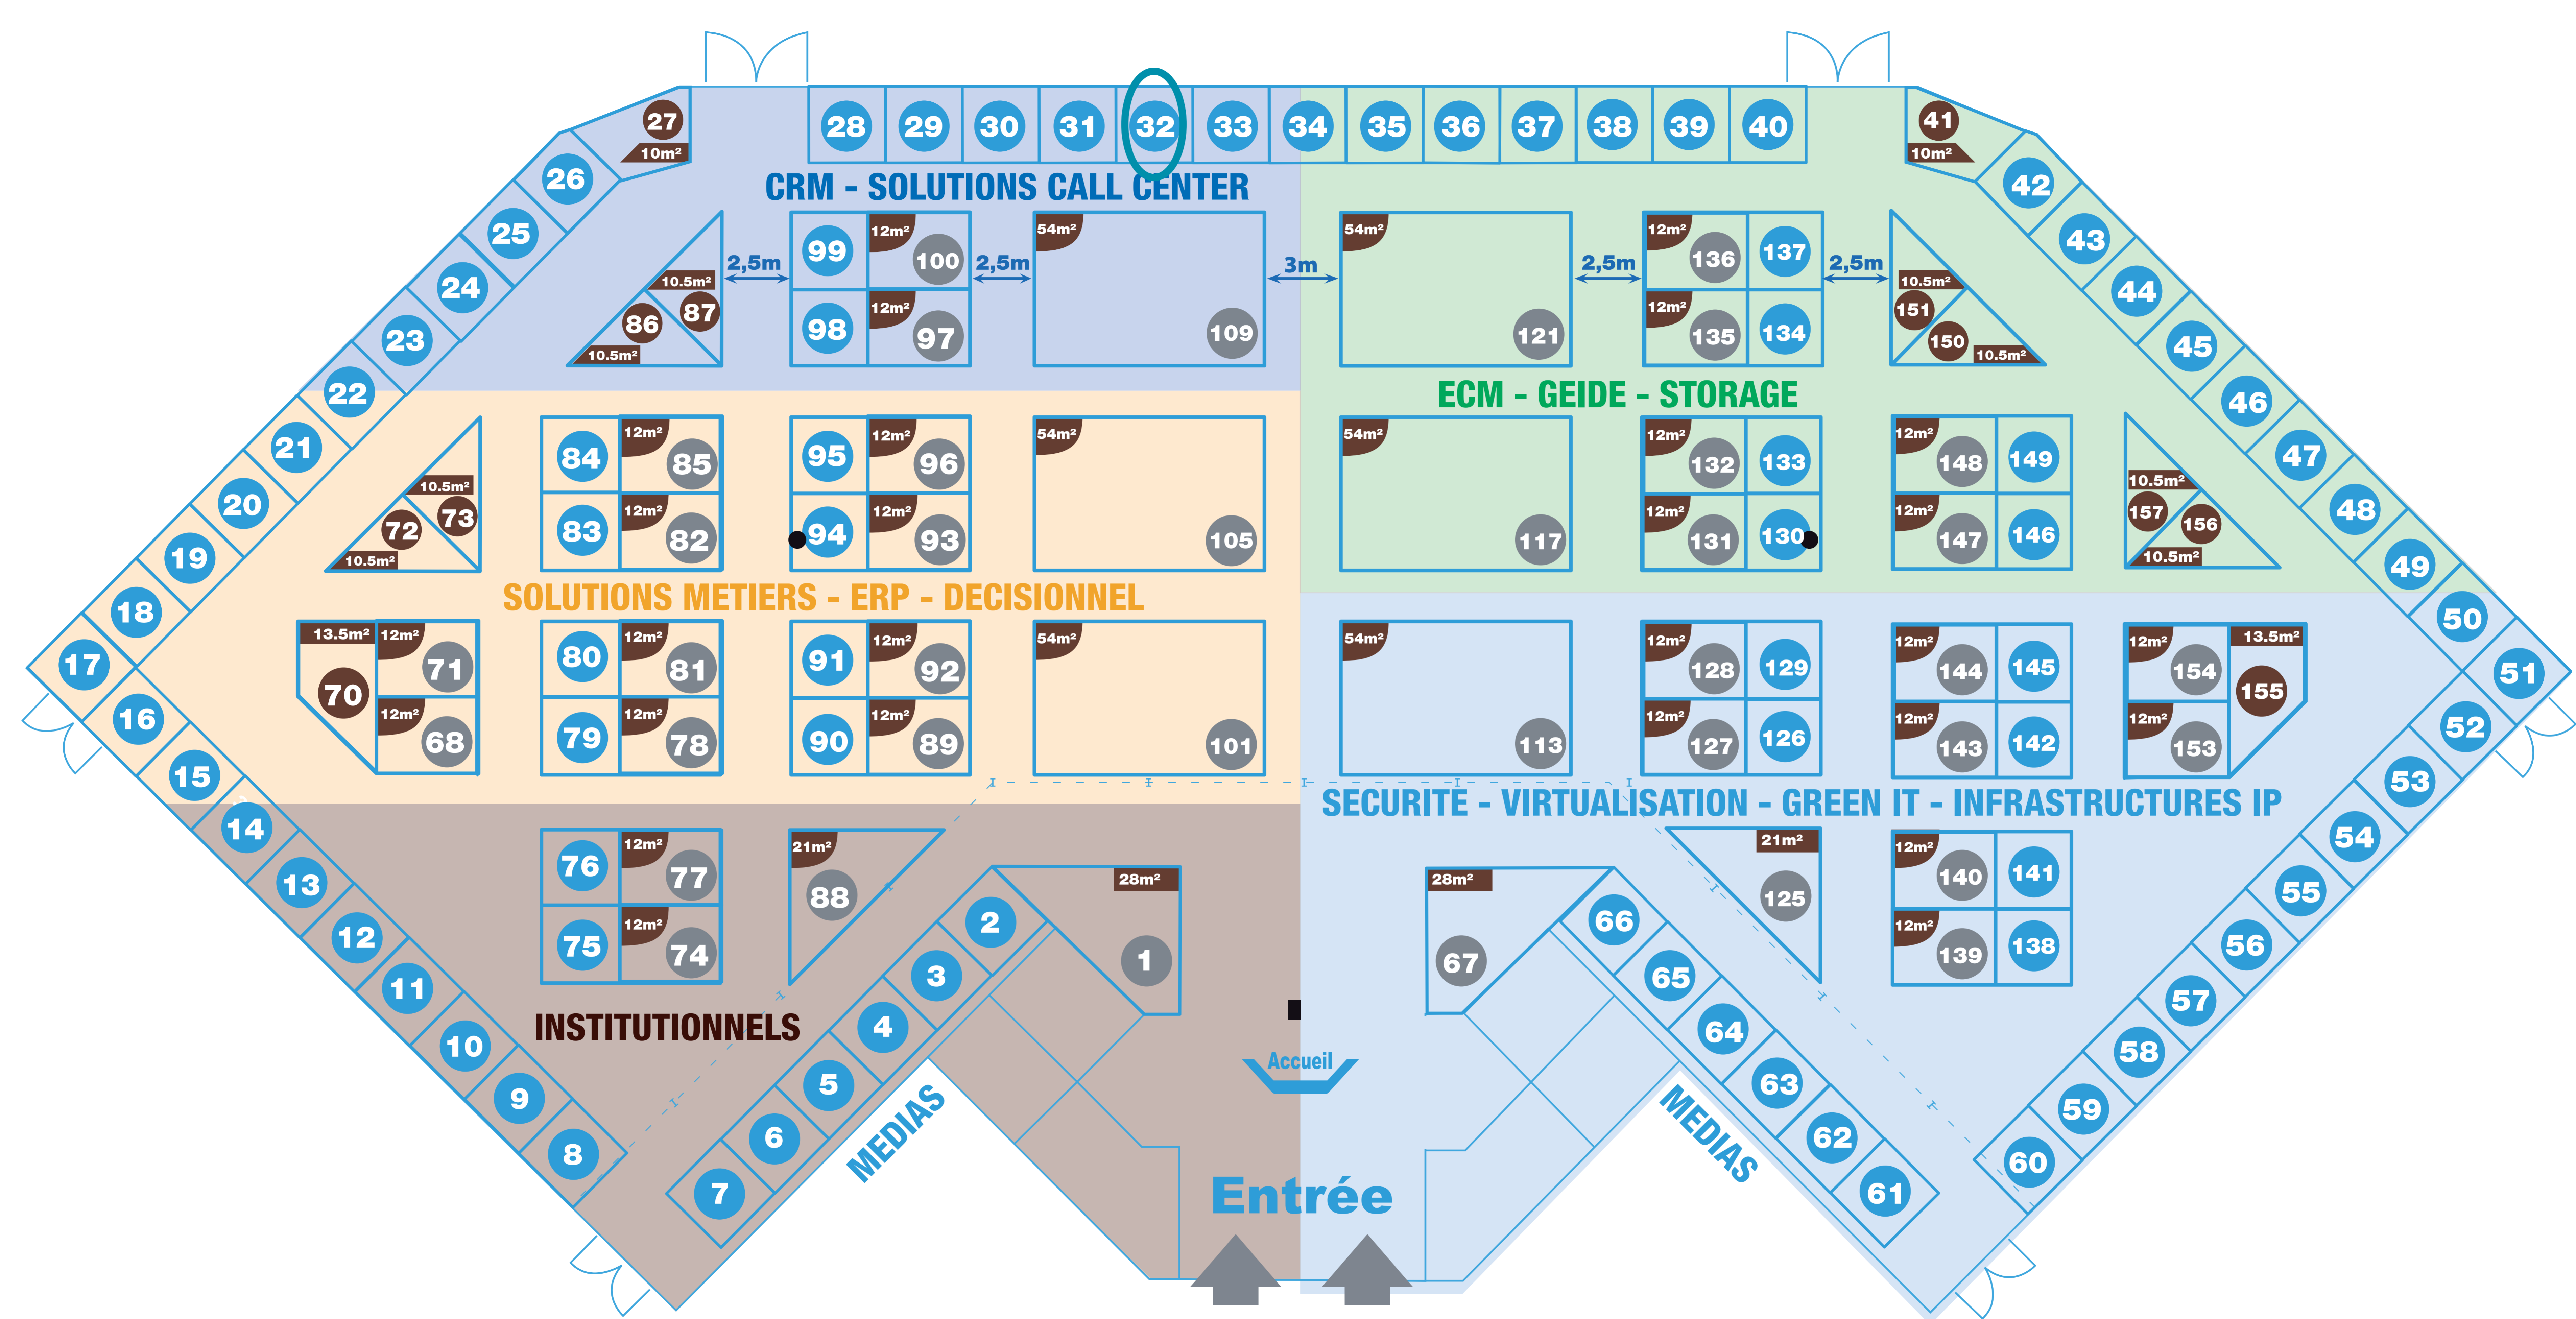 28 29 30 31 32 33 34 35 36 37 38 39 40
27
10m²
41
10m²
26
25
24
23
22
21
20
19
18
17
16
15
14
13
12
11
10
9
8
42
43
44
45
46
47
48
49
50
51
52
53
54
55
56
57
58
59
60
CRM - SOLUTIONS CALL CENTER
10.5m²
87
86
10.5m²
2,5m
99
12m²
100
98
12m²
97
2,5m
54m²
109
3m
54m²
121
2,5m
12m²
136
137
12m²
135
134
2,5m
10.5m²
151
150
10.5m²
ECM - GEIDE - STORAGE
10.5m²
73
72
10.5m²
84
12m²
85
83
12m²
82
95
12m²
96
94
12m²
93
54m²
105
54m²
117
12m²
132
133
12m²
131
130
12m²
148
149
12m²
147
146
10.5m²
157
156
10.5m²
SOLUTIONS METIERS - ERP - DECISIONNEL
13.5m²
70
12m²
71
12m²
68
80
12m²
81
79
12m²
78
91
12m²
92
90
12m²
89
54m²
101
54m²
113
12m²
128
129
12m²
127
126
12m²
144
145
12m²
143
142
12m²
154
13.5m²
155
12m²
153
SECURITE - VIRTUALISATION - GREEN IT - INFRASTRUCTURES IP
76
12m²
77
75
12m²
74
21m²
88
28m²
1
28m²
67
21m²
125
12m²
140
141
12m²
139
138
INSTITUTIONNELS
2
3
4
5
6
7
66
65
64
63
62
61
Accueil
MEDIAS
MEDIAS
Entrée